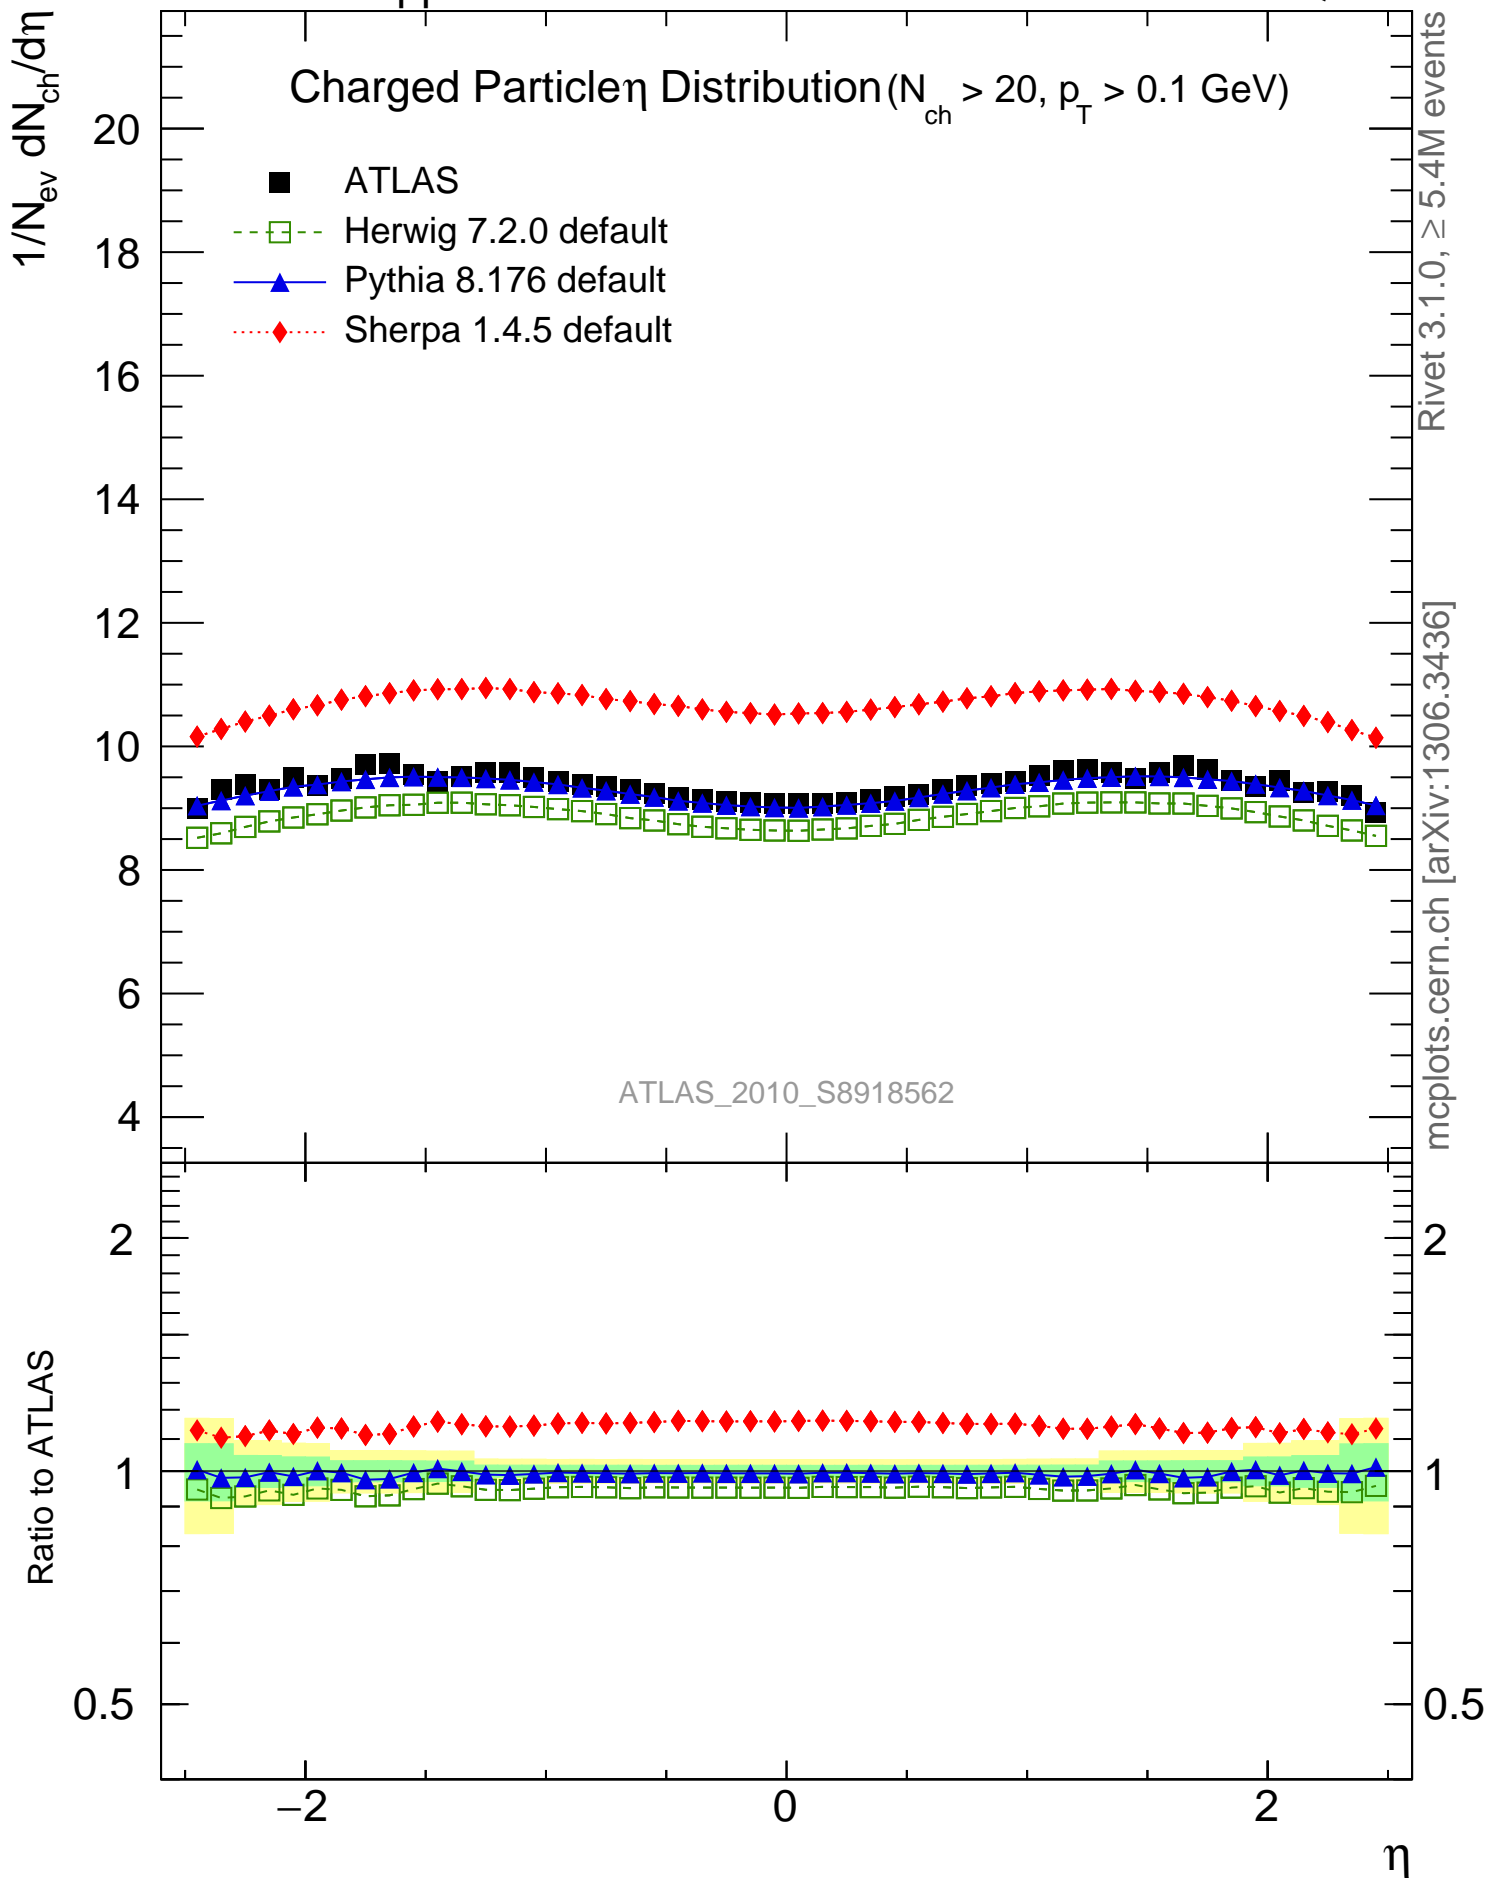 1/N_ev dN_ch/dη
Charged Particle η Distribution (N_ch > 20, p_T > 0.1 GeV)
ATLAS
Herwig 7.2.0 default
Pythia 8.176 default
Sherpa 1.4.5 default
20
18
16
14
12
10
8
6
4
ATLAS_2010_S8918562
Rivet 3.1.0, ≥ 5.4M events
mcplots.cern.ch [arXiv:1306.3436]
Ratio to ATLAS
2
1
0.5
2
1
0.5
−2
0
2
η